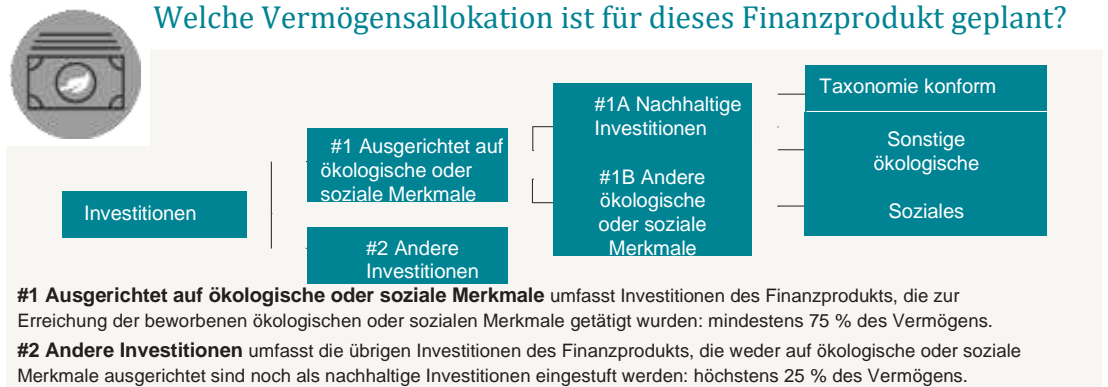 Welche Vermögensallokation ist für dieses Finanzprodukt geplant?
Investitionen
#1 Ausgerichtet auf
ökologische oder
soziale Merkmale
#2 Andere
Investitionen
#1A Nachhaltige
Investitionen
#1B Andere
ökologische
oder soziale
Merkmale
Taxonomie konform
Sonstige
ökologische
Soziales
#1 Ausgerichtet auf ökologische oder soziale Merkmale umfasst Investitionen des Finanzprodukts, die zur
Erreichung der beworbenen ökologischen oder sozialen Merkmale getätigt wurden: mindestens 75 % des Vermögens.
#2 Andere Investitionen umfasst die übrigen Investitionen des Finanzprodukts, die weder auf ökologische oder soziale
Merkmale ausgerichtet sind noch als nachhaltige Investitionen eingestuft werden: höchstens 25 % des Vermögens.